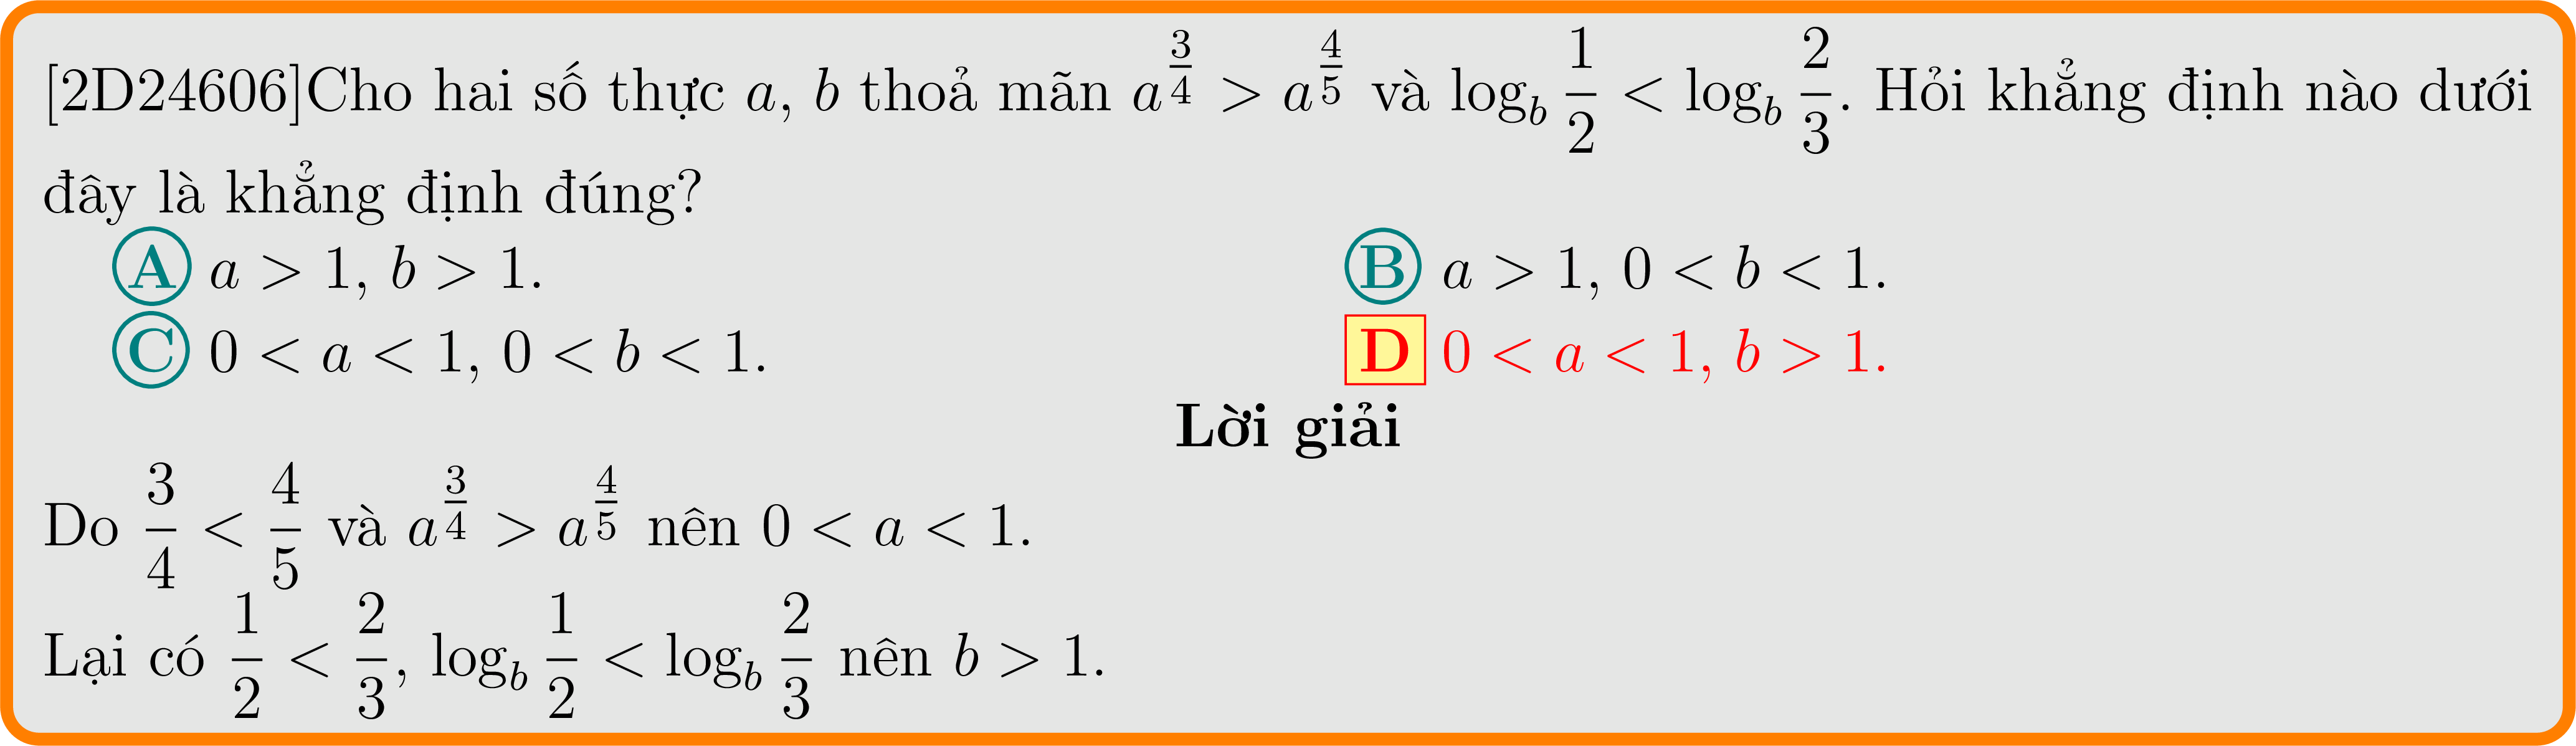 [2D24606]Cho hai số thực a, b thoả mãn a^{\frac{3}{4}} > a^{\frac{4}{5}} và \log_b \frac{1}{2} < \log_b \frac{2}{3}. Hỏi khẳng định nào dưới
đây là khẳng định đúng?
A a > 1, b > 1. B a > 1, 0 < b < 1.
C 0 < a < 1, 0 < b < 1. D 0 < a < 1, b > 1.
Lời giải
Do \frac{3}{4} < \frac{4}{5} và a^{\frac{3}{4}} > a^{\frac{4}{5}} nên 0 < a < 1.
Lại có \frac{1}{2} < \frac{2}{3}, \log_b \frac{1}{2} < \log_b \frac{2}{3} nên b > 1.